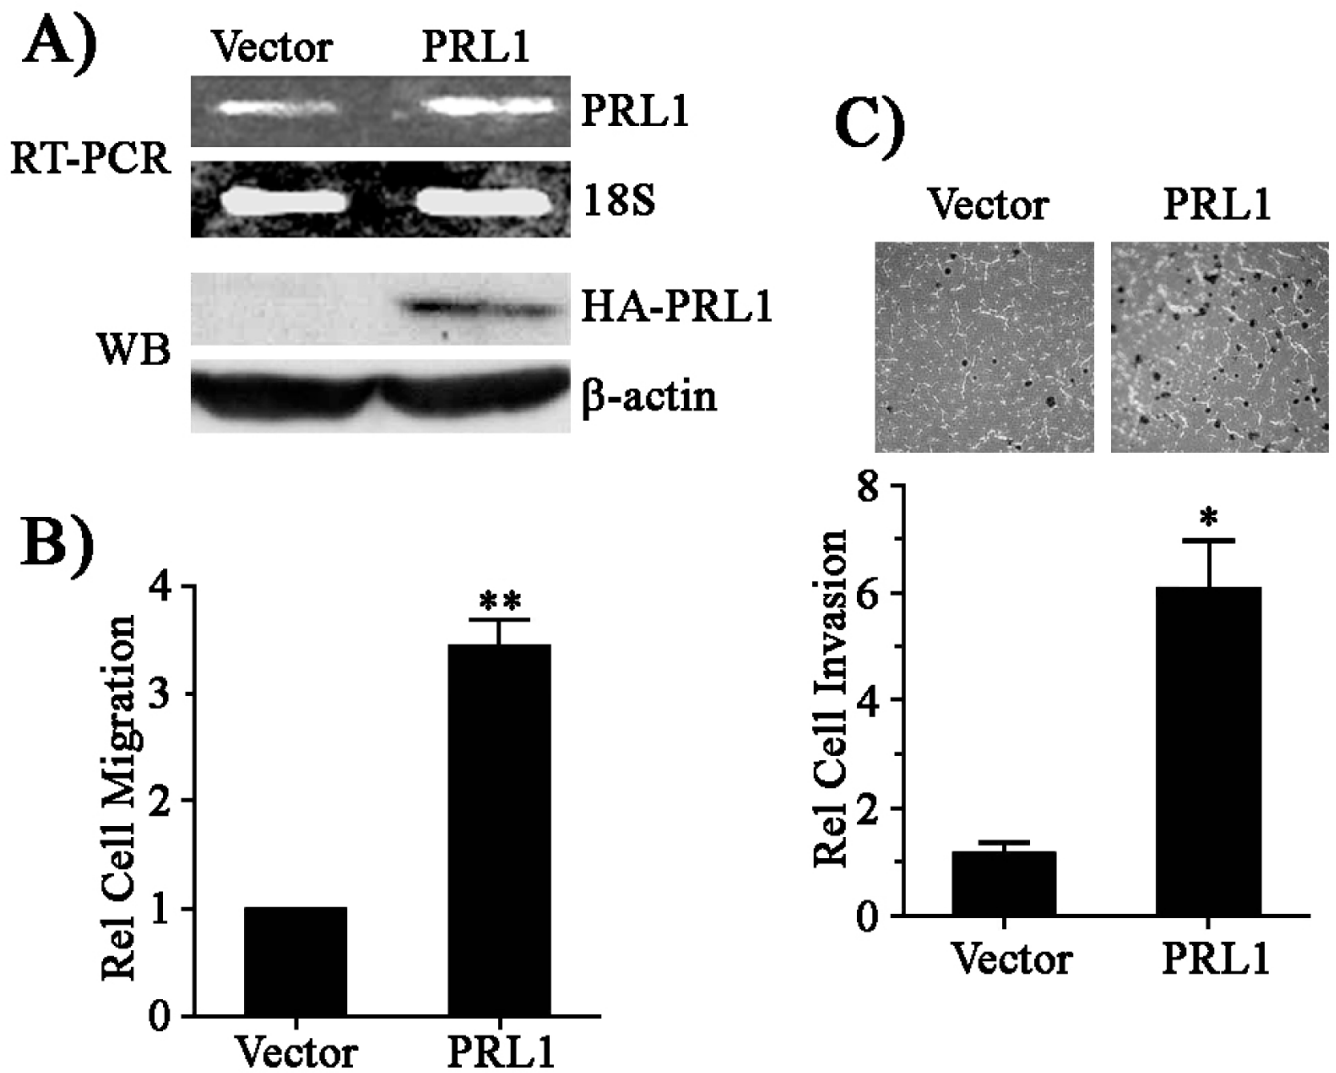 A)
Vector PRL1
RT-PCR
PRL1
18S
WB
HA-PRL1
β-actin
B)
Rel Cell Migration
4
**
3
2
1
0
Vector PRL1
C)
Vector PRL1
Rel Cell Invasion
8
*
6
4
2
0
Vector PRL1